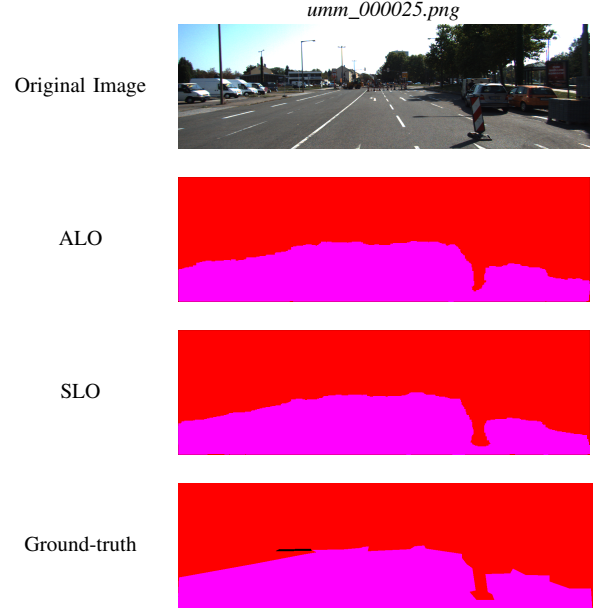 umm_000025.png
Original Image
ALO
SLO
Ground-truth